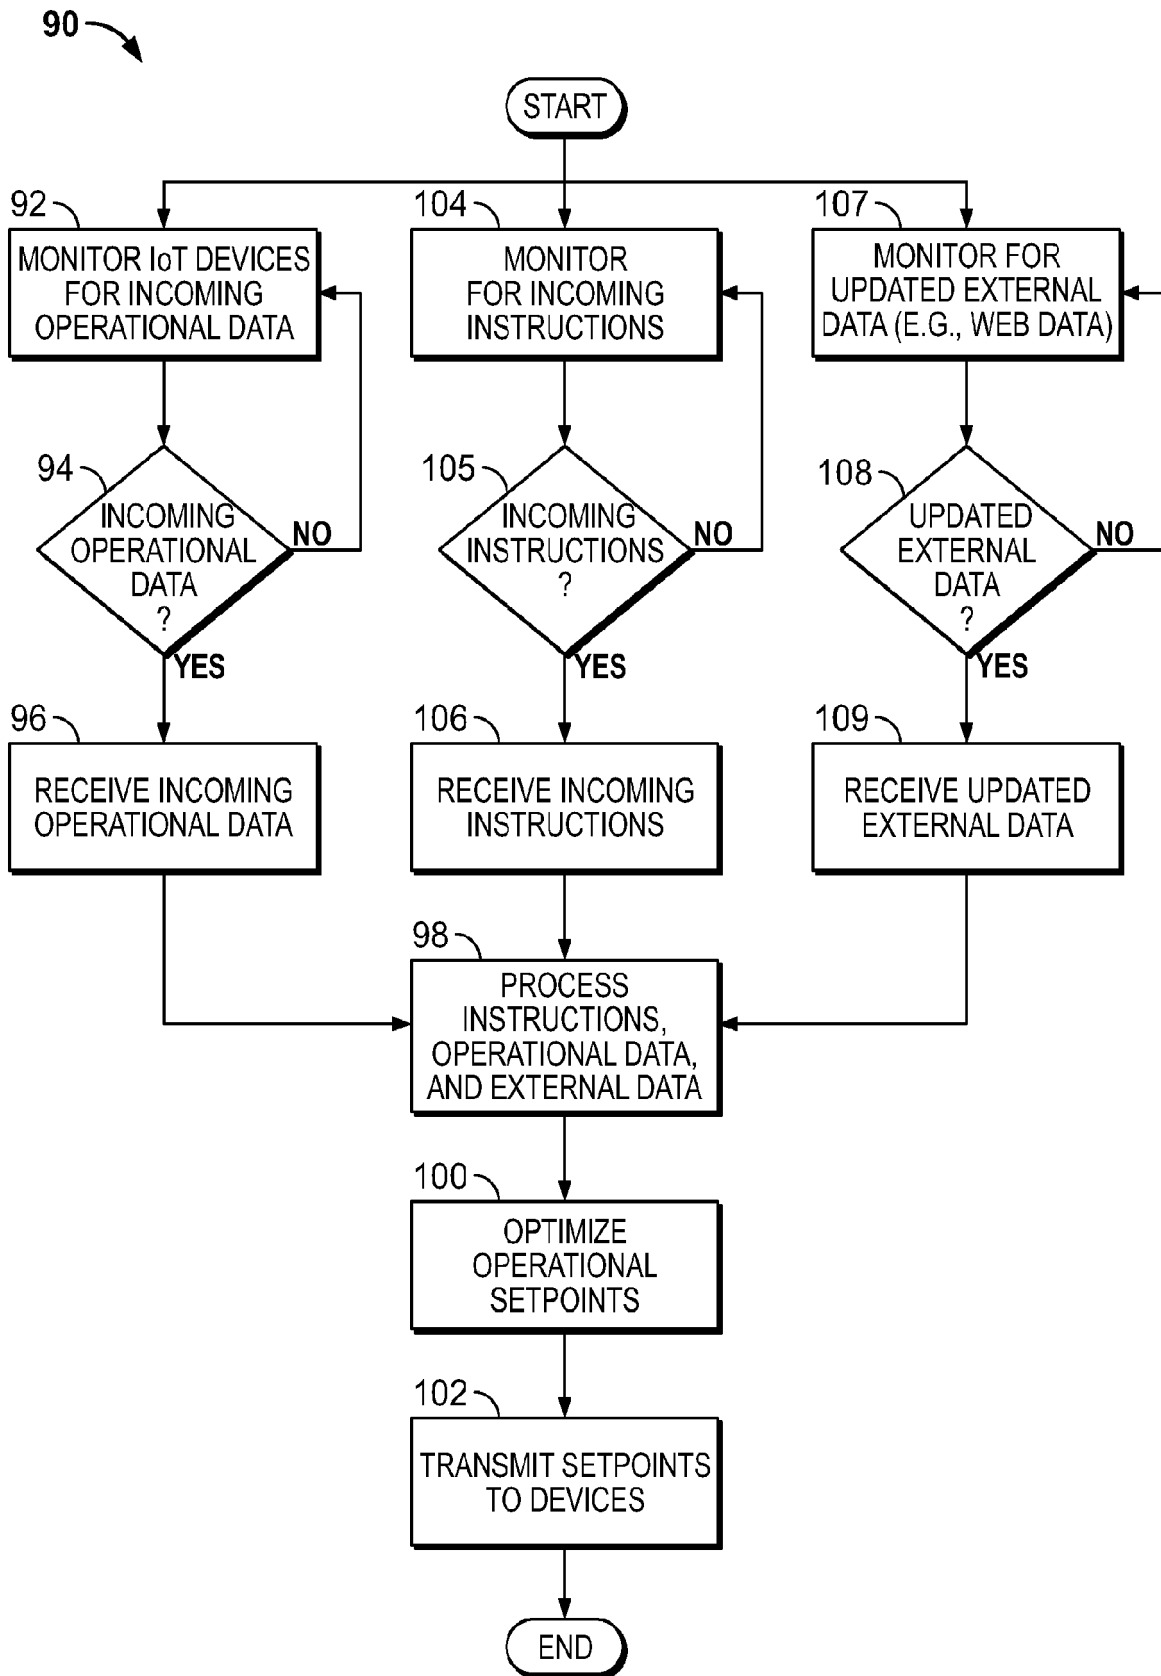 90
START
92
MONITOR IoT DEVICES
FOR INCOMING
OPERATIONAL DATA
104
MONITOR
FOR INCOMING
INSTRUCTIONS
107
MONITOR FOR
UPDATED EXTERNAL
DATA (E.G., WEB DATA)
94
INCOMING
OPERATIONAL
DATA
?
NO
YES
105
INCOMING
INSTRUCTIONS
?
NO
YES
108
UPDATED
EXTERNAL
DATA
?
NO
YES
96
RECEIVE INCOMING
OPERATIONAL DATA
106
RECEIVE INCOMING
INSTRUCTIONS
109
RECEIVE UPDATED
EXTERNAL DATA
98
PROCESS
INSTRUCTIONS,
OPERATIONAL DATA,
AND EXTERNAL DATA
100
OPTIMIZE
OPERATIONAL
SETPOINTS
102
TRANSMIT SETPOINTS
TO DEVICES
END